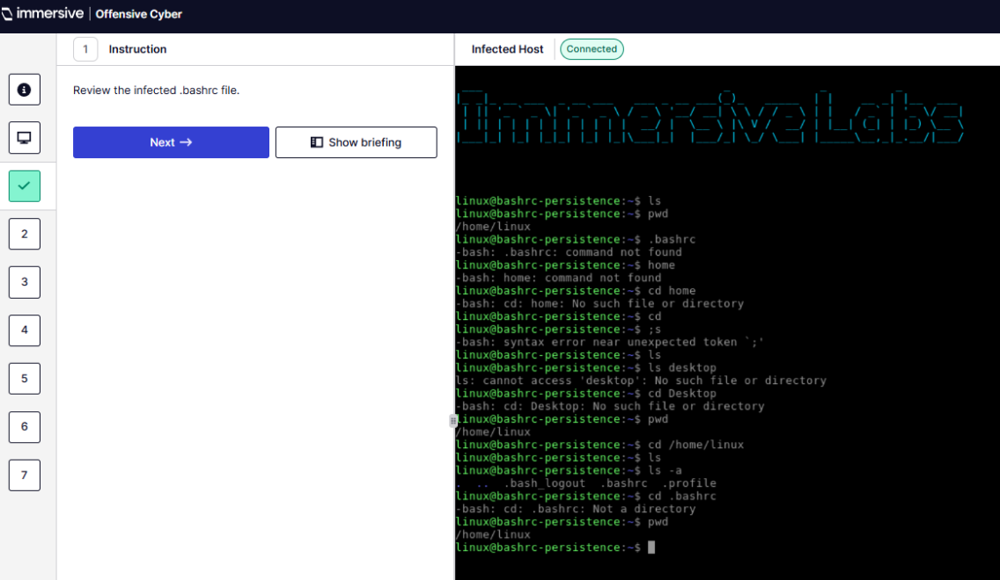 immersive | Offensive Cyber
1 Instruction
Review the infected .bashrc file.
Next →
Show briefing
2
3
4
5
6
7
Infected Host
Connected
ImmersiveLabs
linux@bashrc-persistence:~$ ls
linux@bashrc-persistence:~$ pwd
/home/linux
linux@bashrc-persistence:~$ .bashrc
-bash: .bashrc: command not found
linux@bashrc-persistence:~$ home
-bash: home: command not found
linux@bashrc-persistence:~$ cd home
-bash: cd: home: No such file or directory
linux@bashrc-persistence:~$ cd
linux@bashrc-persistence:~$ ;s
-bash: syntax error near unexpected token `;'
linux@bashrc-persistence:~$ ls
linux@bashrc-persistence:~$ ls desktop
ls: cannot access 'desktop': No such file or directory
linux@bashrc-persistence:~$ cd Desktop
-bash: cd: Desktop: No such file or directory
linux@bashrc-persistence:~$ pwd
/home/linux
linux@bashrc-persistence:~$ cd /home/linux
linux@bashrc-persistence:~$ ls
linux@bashrc-persistence:~$ ls -a
.  ..  .bash_logout  .bashrc  .profile
linux@bashrc-persistence:~$ cd .bashrc
-bash: cd: .bashrc: Not a directory
linux@bashrc-persistence:~$ pwd
/home/linux
linux@bashrc-persistence:~$